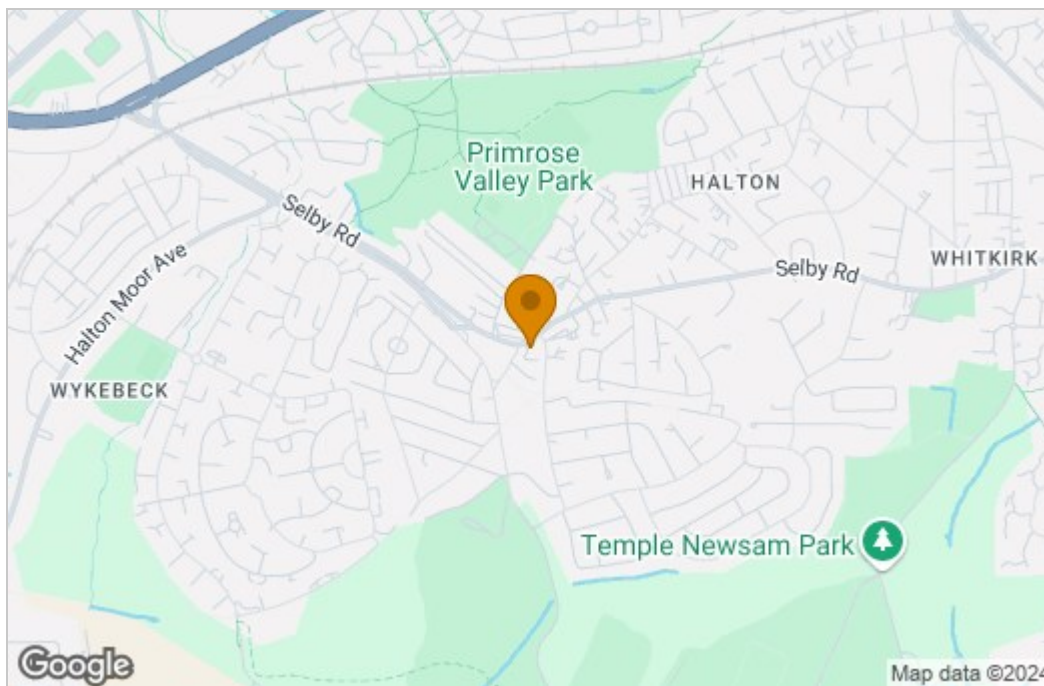 Primrose
Valley Park
HALTON
Selby Rd
Selby Rd
WHITKIRK
Halton Moor Ave
WYKEBECK
Temple Newsam Park
Google
Map data ©2024